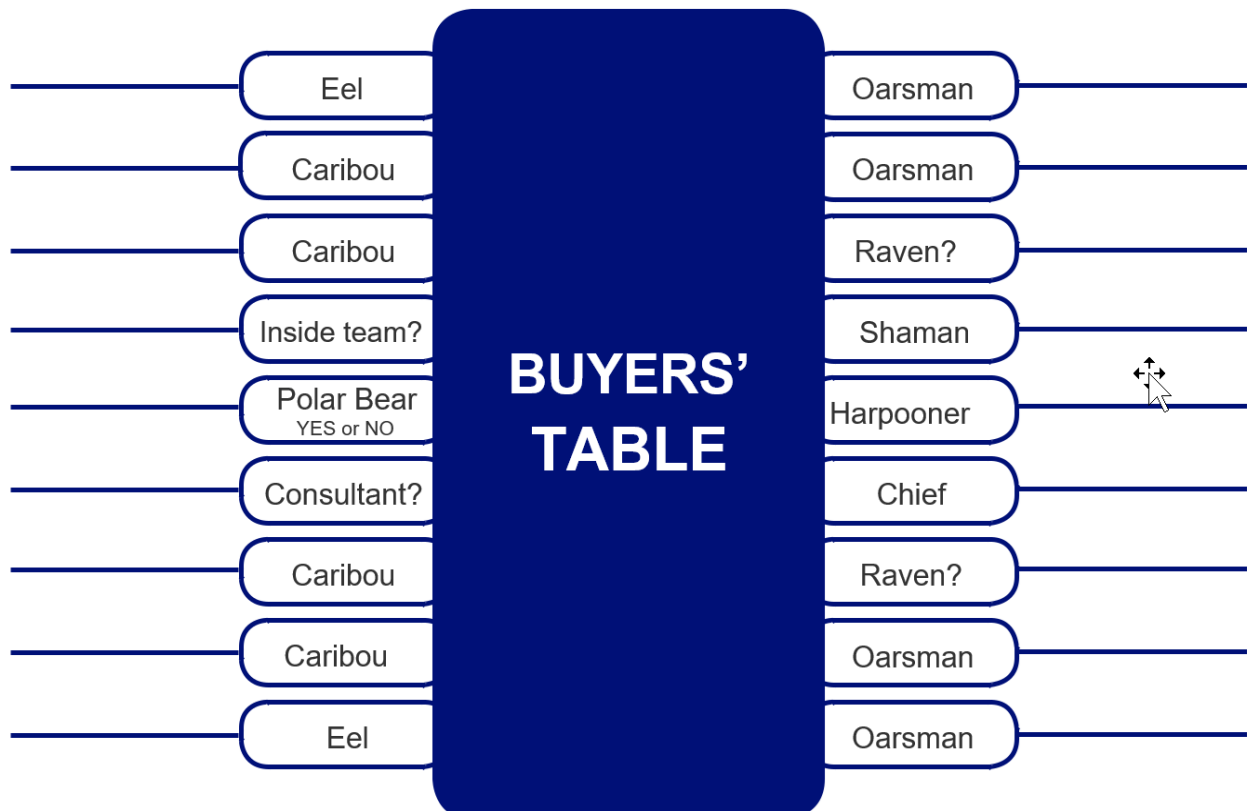 Eel
Oarsman
Caribou
Oarsman
Caribou
Raven?
Inside team?
Shaman
BUYERS’
TABLE
Polar Bear
YES or NO
Harpooner
Consultant?
Chief
Caribou
Raven?
Caribou
Oarsman
Eel
Oarsman